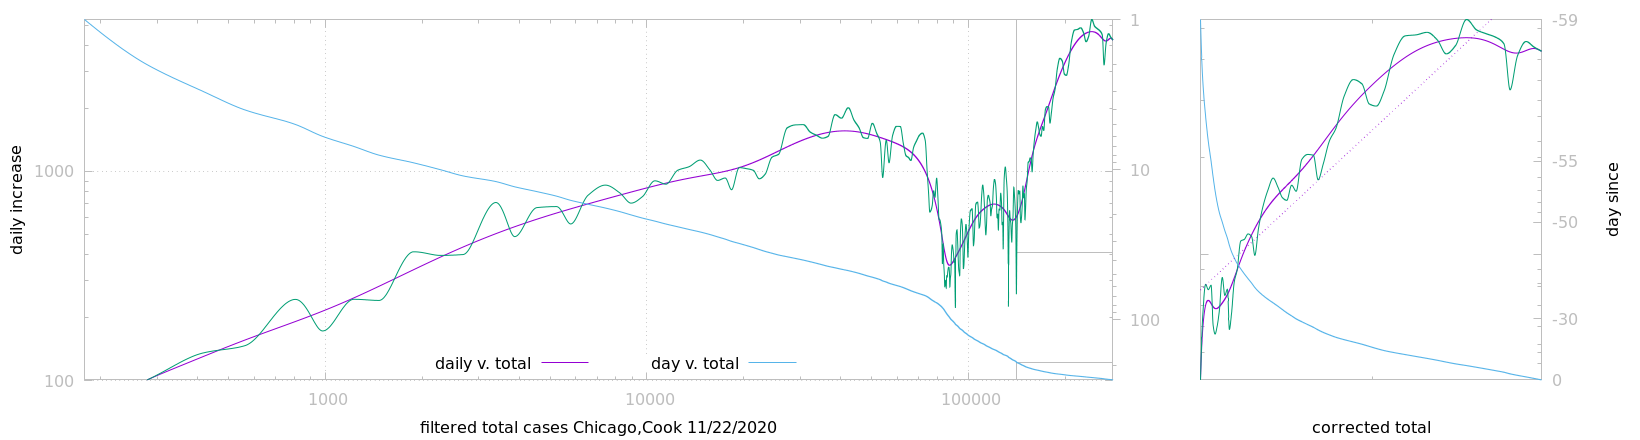 1
-59
daily increase
1000
10
-55
-50
day since
100
-30
daily v. total
day v. total
100
0
1000
10000
100000
filtered total cases Chicago,Cook 11/22/2020
corrected total